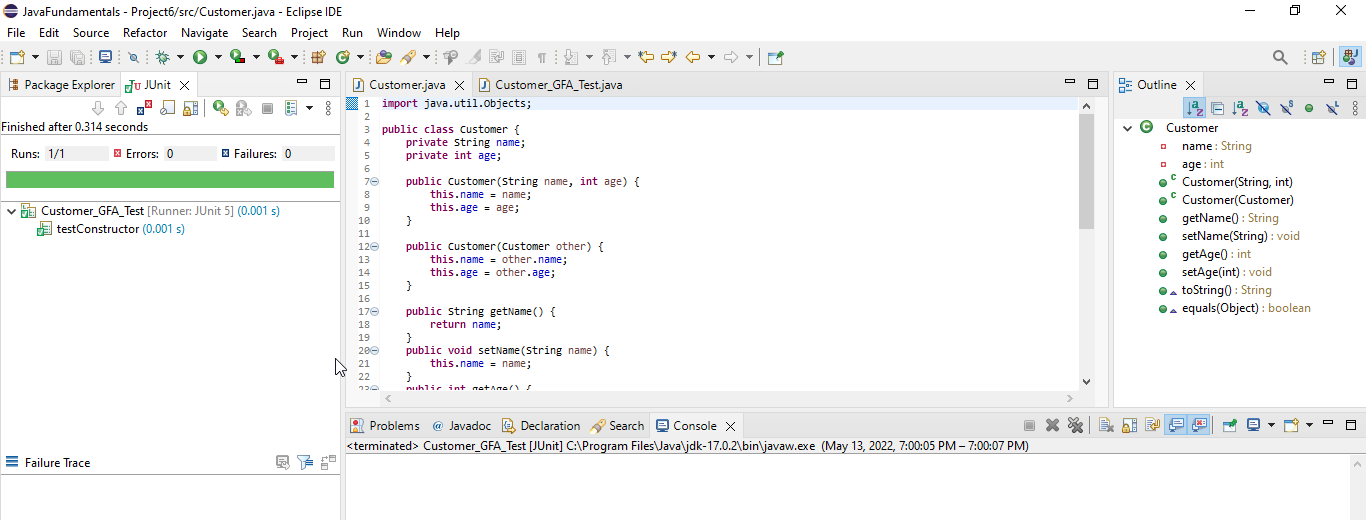 JavaFundamentals - Project6/src/Customer.java - Eclipse IDE
File Edit Source Refactor Navigate Search Project Run Window Help
Package Explorer JUnit
Finished after 0.314 seconds
Runs: 1/1 Errors: 0 Failures: 0
Customer_GFA_Test [Runner: JUnit 5] (0.001 s)
testConstructor (0.001 s)
Failure Trace
Customer.java Customer_GFA_Test.java
1 import java.util.Objects;
2
3 public class Customer {
4 private String name;
5 private int age;
6
7 public Customer(String name, int age) {
8 this.name = name;
9 this.age = age;
10 }
11
12 public Customer(Customer other) {
13 this.name = other.name;
14 this.age = other.age;
15 }
16
17 public String getName() {
18 return name;
19 }
20 public void setName(String name) {
21 this.name = name;
22 }
23 public int getAge() {
Outline
Customer
name : String
age : int
Customer(String, int)
Customer(Customer)
getName() : String
setName(String) : void
getAge() : int
setAge(int) : void
toString() : String
equals(Object) : boolean
Problems Javadoc Declaration Search Console
<terminated> Customer_GFA_Test [JUnit] C:\Program Files\Java\jdk-17.0.2\bin\javaw.exe (May 13, 2022, 7:00:05 PM – 7:00:07 PM)